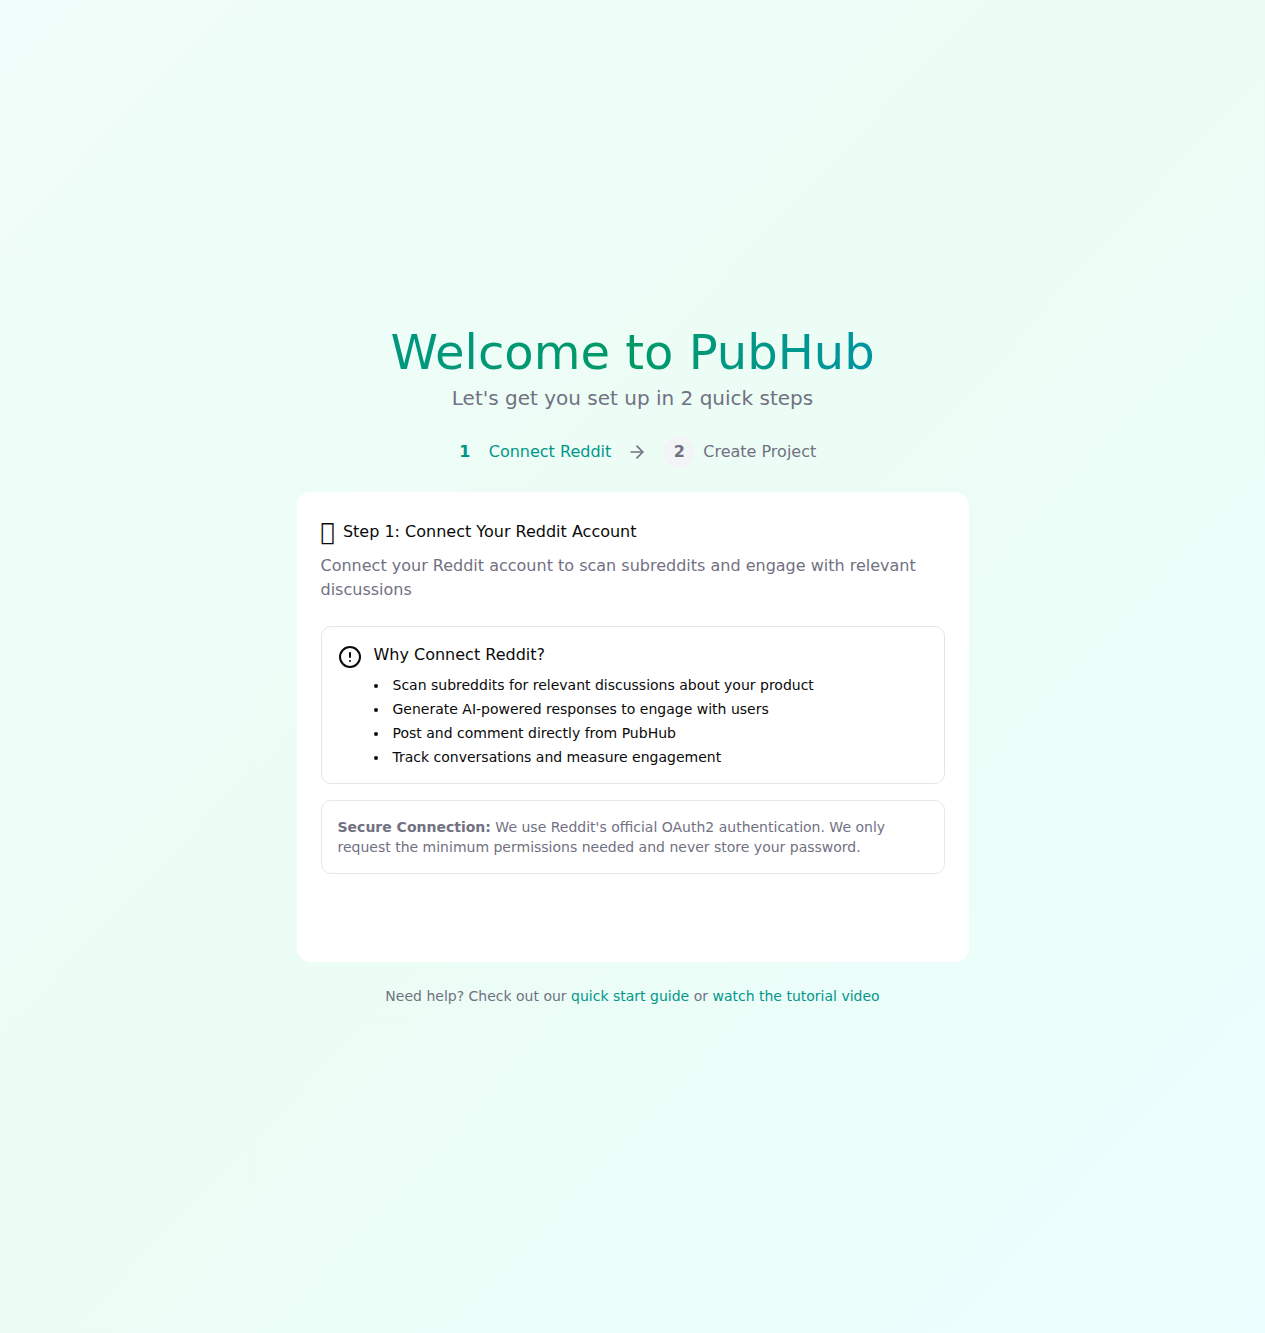 Welcome to PubHub
Let's get you set up in 2 quick steps
1 Connect Reddit → 2 Create Project
Step 1: Connect Your Reddit Account
Connect your Reddit account to scan subreddits and engage with relevant
discussions
Why Connect Reddit?
• Scan subreddits for relevant discussions about your product
• Generate AI-powered responses to engage with users
• Post and comment directly from PubHub
• Track conversations and measure engagement
Secure Connection: We use Reddit's official OAuth2 authentication. We only
request the minimum permissions needed and never store your password.
Need help? Check out our quick start guide or watch the tutorial video